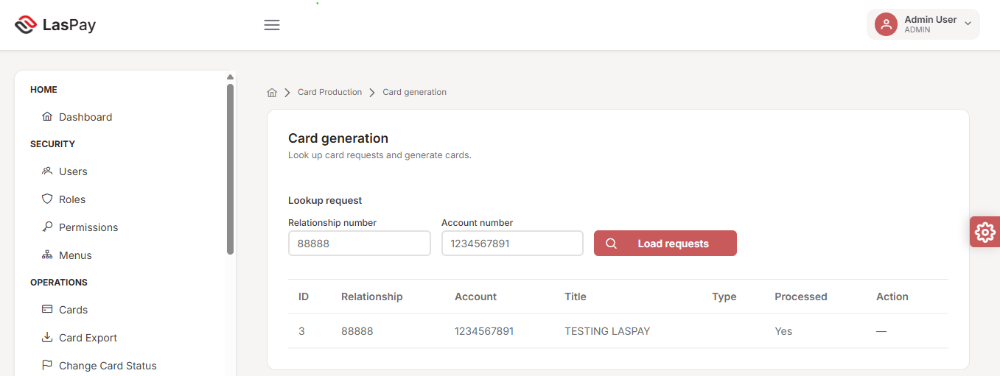 LasPay
Admin User
ADMIN
HOME
Dashboard
SECURITY
Users
Roles
Permissions
Menus
OPERATIONS
Cards
Card Export
Change Card Status
Card Production > Card generation
Card generation
Look up card requests and generate cards.
Lookup request
Relationship number Account number
88888 1234567891 Load requests
ID Relationship Account Title Type Processed Action
3 88888 1234567891 TESTING LASPAY Yes —